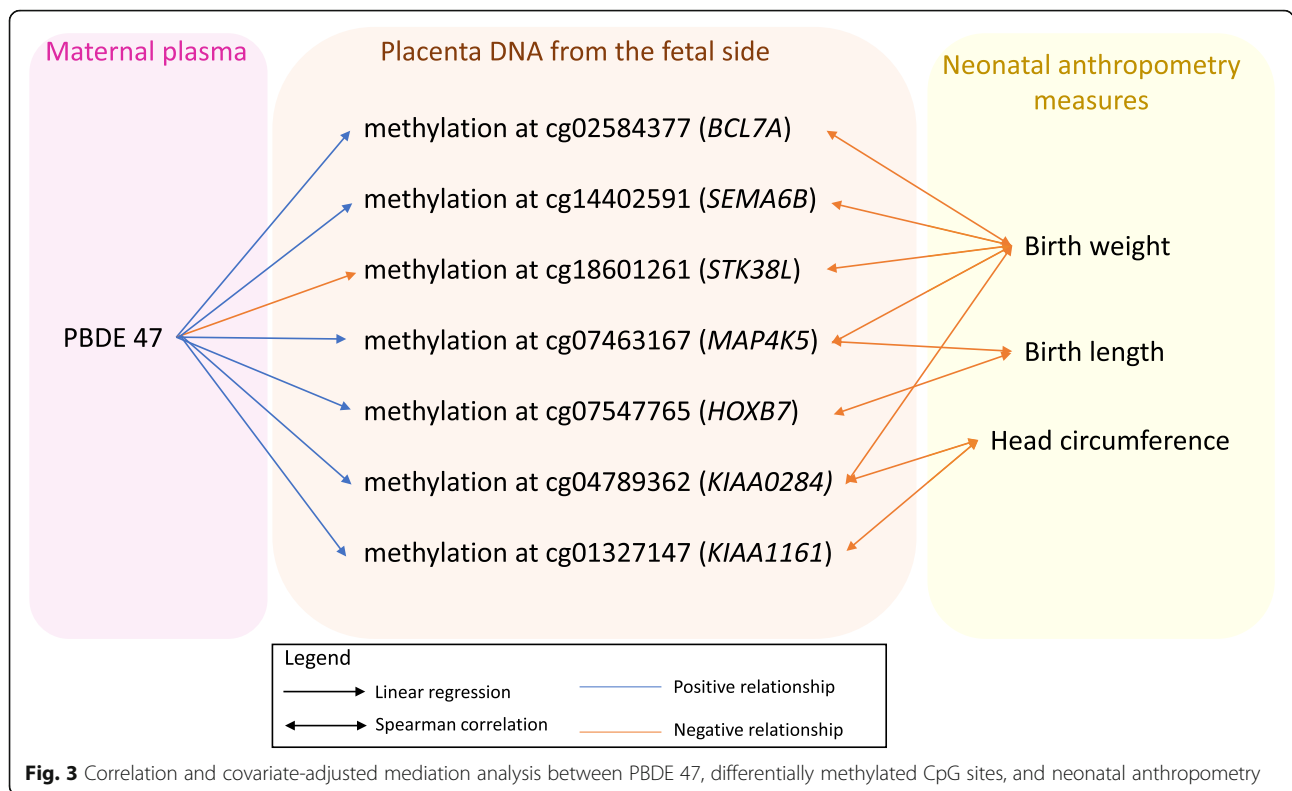 Maternal plasma
Placenta DNA from the fetal side
Neonatal anthropometry
measures
methylation at cg02584377 (BCL7A)
methylation at cg14402591 (SEMA6B)
methylation at cg18601261 (STK38L)
methylation at cg07463167 (MAP4K5)
methylation at cg07547765 (HOXB7)
methylation at cg04789362 (KIAA0284)
methylation at cg01327147 (KIAA1161)
PBDE 47
Birth weight
Birth length
Head circumference
Legend
Linear regression
Spearman correlation
Positive relationship
Negative relationship
Fig. 3 Correlation and covariate-adjusted mediation analysis between PBDE 47, differentially methylated CpG sites, and neonatal anthropometry